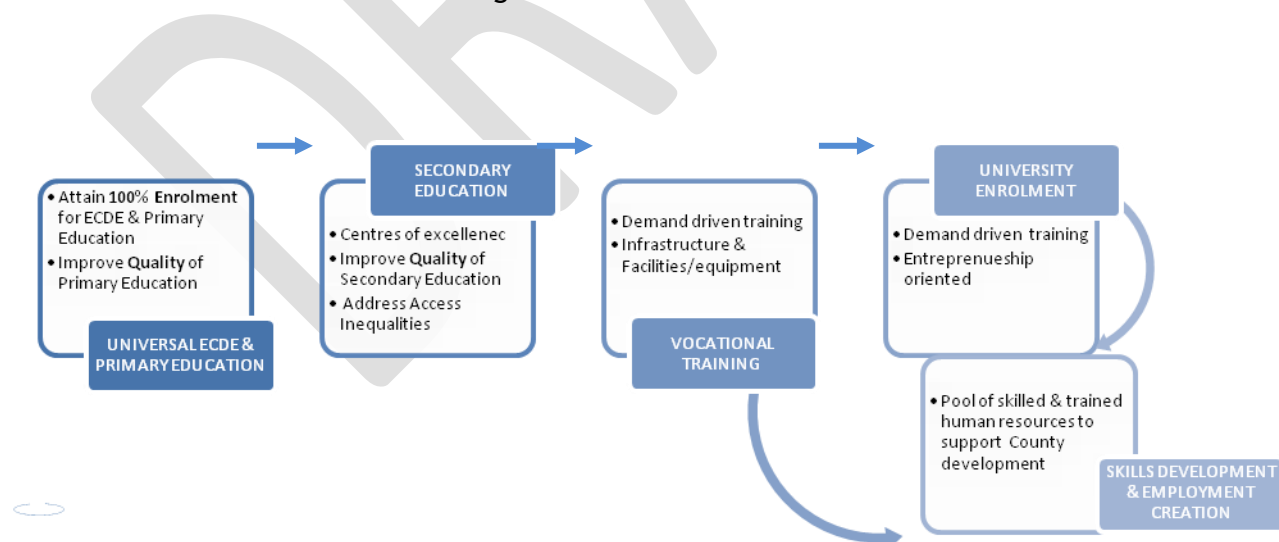 • Attain 100% Enrolment
for ECDE & Primary
Education
• Improve Quality of
Primary Education
UNIVERSAL ECDE &
PRIMARY EDUCATION
SECONDARY
EDUCATION
• Centres of excellenec
• Improve Quality of
Secondary Education
• Address Access
Inequalities
• Demand driven training
• Infrastructure &
Facilities/equipment
VOCATIONAL
TRAINING
UNIVERSITY
ENROLMENT
• Demand driven training
• Entreprenueship
oriented
• Pool of skilled & trained
human resources to
support County
development
SKILLS DEVELOPMENT
& EMPLOYMENT
CREATION